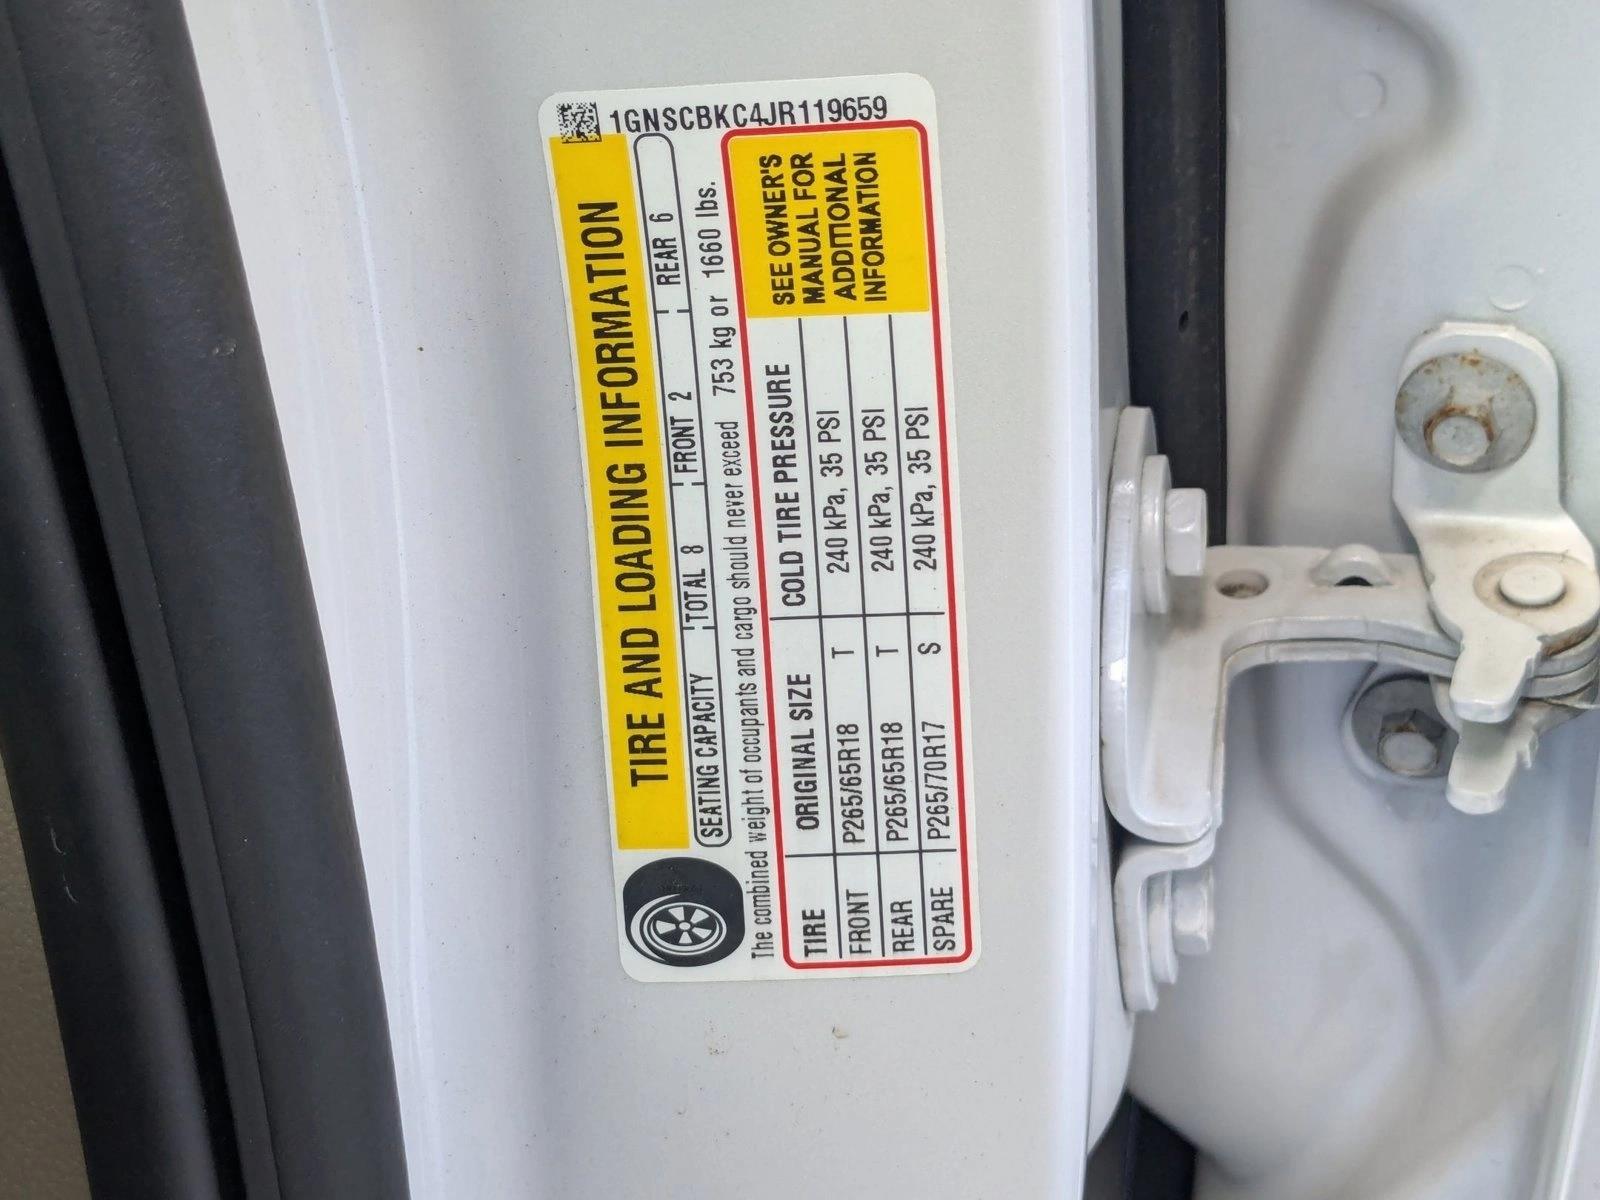 1GNSCBKC4JR119659
TIRE AND LOADING INFORMATION
SEATING CAPACITY TOTAL 8 FRONT 2 REAR 6
The combined weight of occupants and cargo should never exceed 753 kg or 1660 lbs.
TIRE ORIGINAL SIZE COLD TIRE PRESSURE
FRONT P265/65R18 T 240 kPa, 35 PSI
REAR P265/65R18 T 240 kPa, 35 PSI
SPARE P265/70R17 S 240 kPa, 35 PSI
SEE OWNER'S
MANUAL FOR
ADDITIONAL
INFORMATION